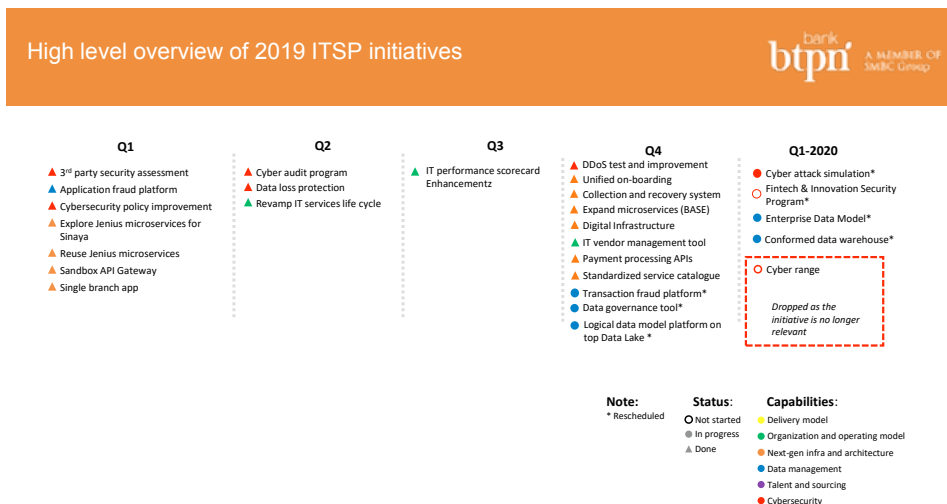 High level overview of 2019 ITSP initiatives
bank
btpn
A MEMBER OF
SMBC Group
Q1
3rd party security assessment
Application fraud platform
Cybersecurity policy improvement
Explore Jenius microservices for
Sinaya
Reuse Jenius microservices
Sandbox API Gateway
Single branch app
Q2
Cyber audit program
Data loss protection
Revamp IT services life cycle
Q3
IT performance scorecard
Enhancementz
Q4
DDoS test and improvement
Unified on-boarding
Collection and recovery system
Expand microservices (BASE)
Digital Infrastructure
IT vendor management tool
Payment processing APIs
Standardized service catalogue
Transaction fraud platform*
Data governance tool*
Logical data model platform on
top Data Lake *
Q1-2020
Cyber attack simulation*
Fintech & Innovation Security
Program*
Enterprise Data Model*
Conformed data warehouse*
Cyber range
Dropped as the
initiative is no longer
relevant
Note:
* Rescheduled
Status:
Not started
In progress
Done
Capabilities:
Delivery model
Organization and operating model
Next-gen infra and architecture
Data management
Talent and sourcing
Cybersecurity